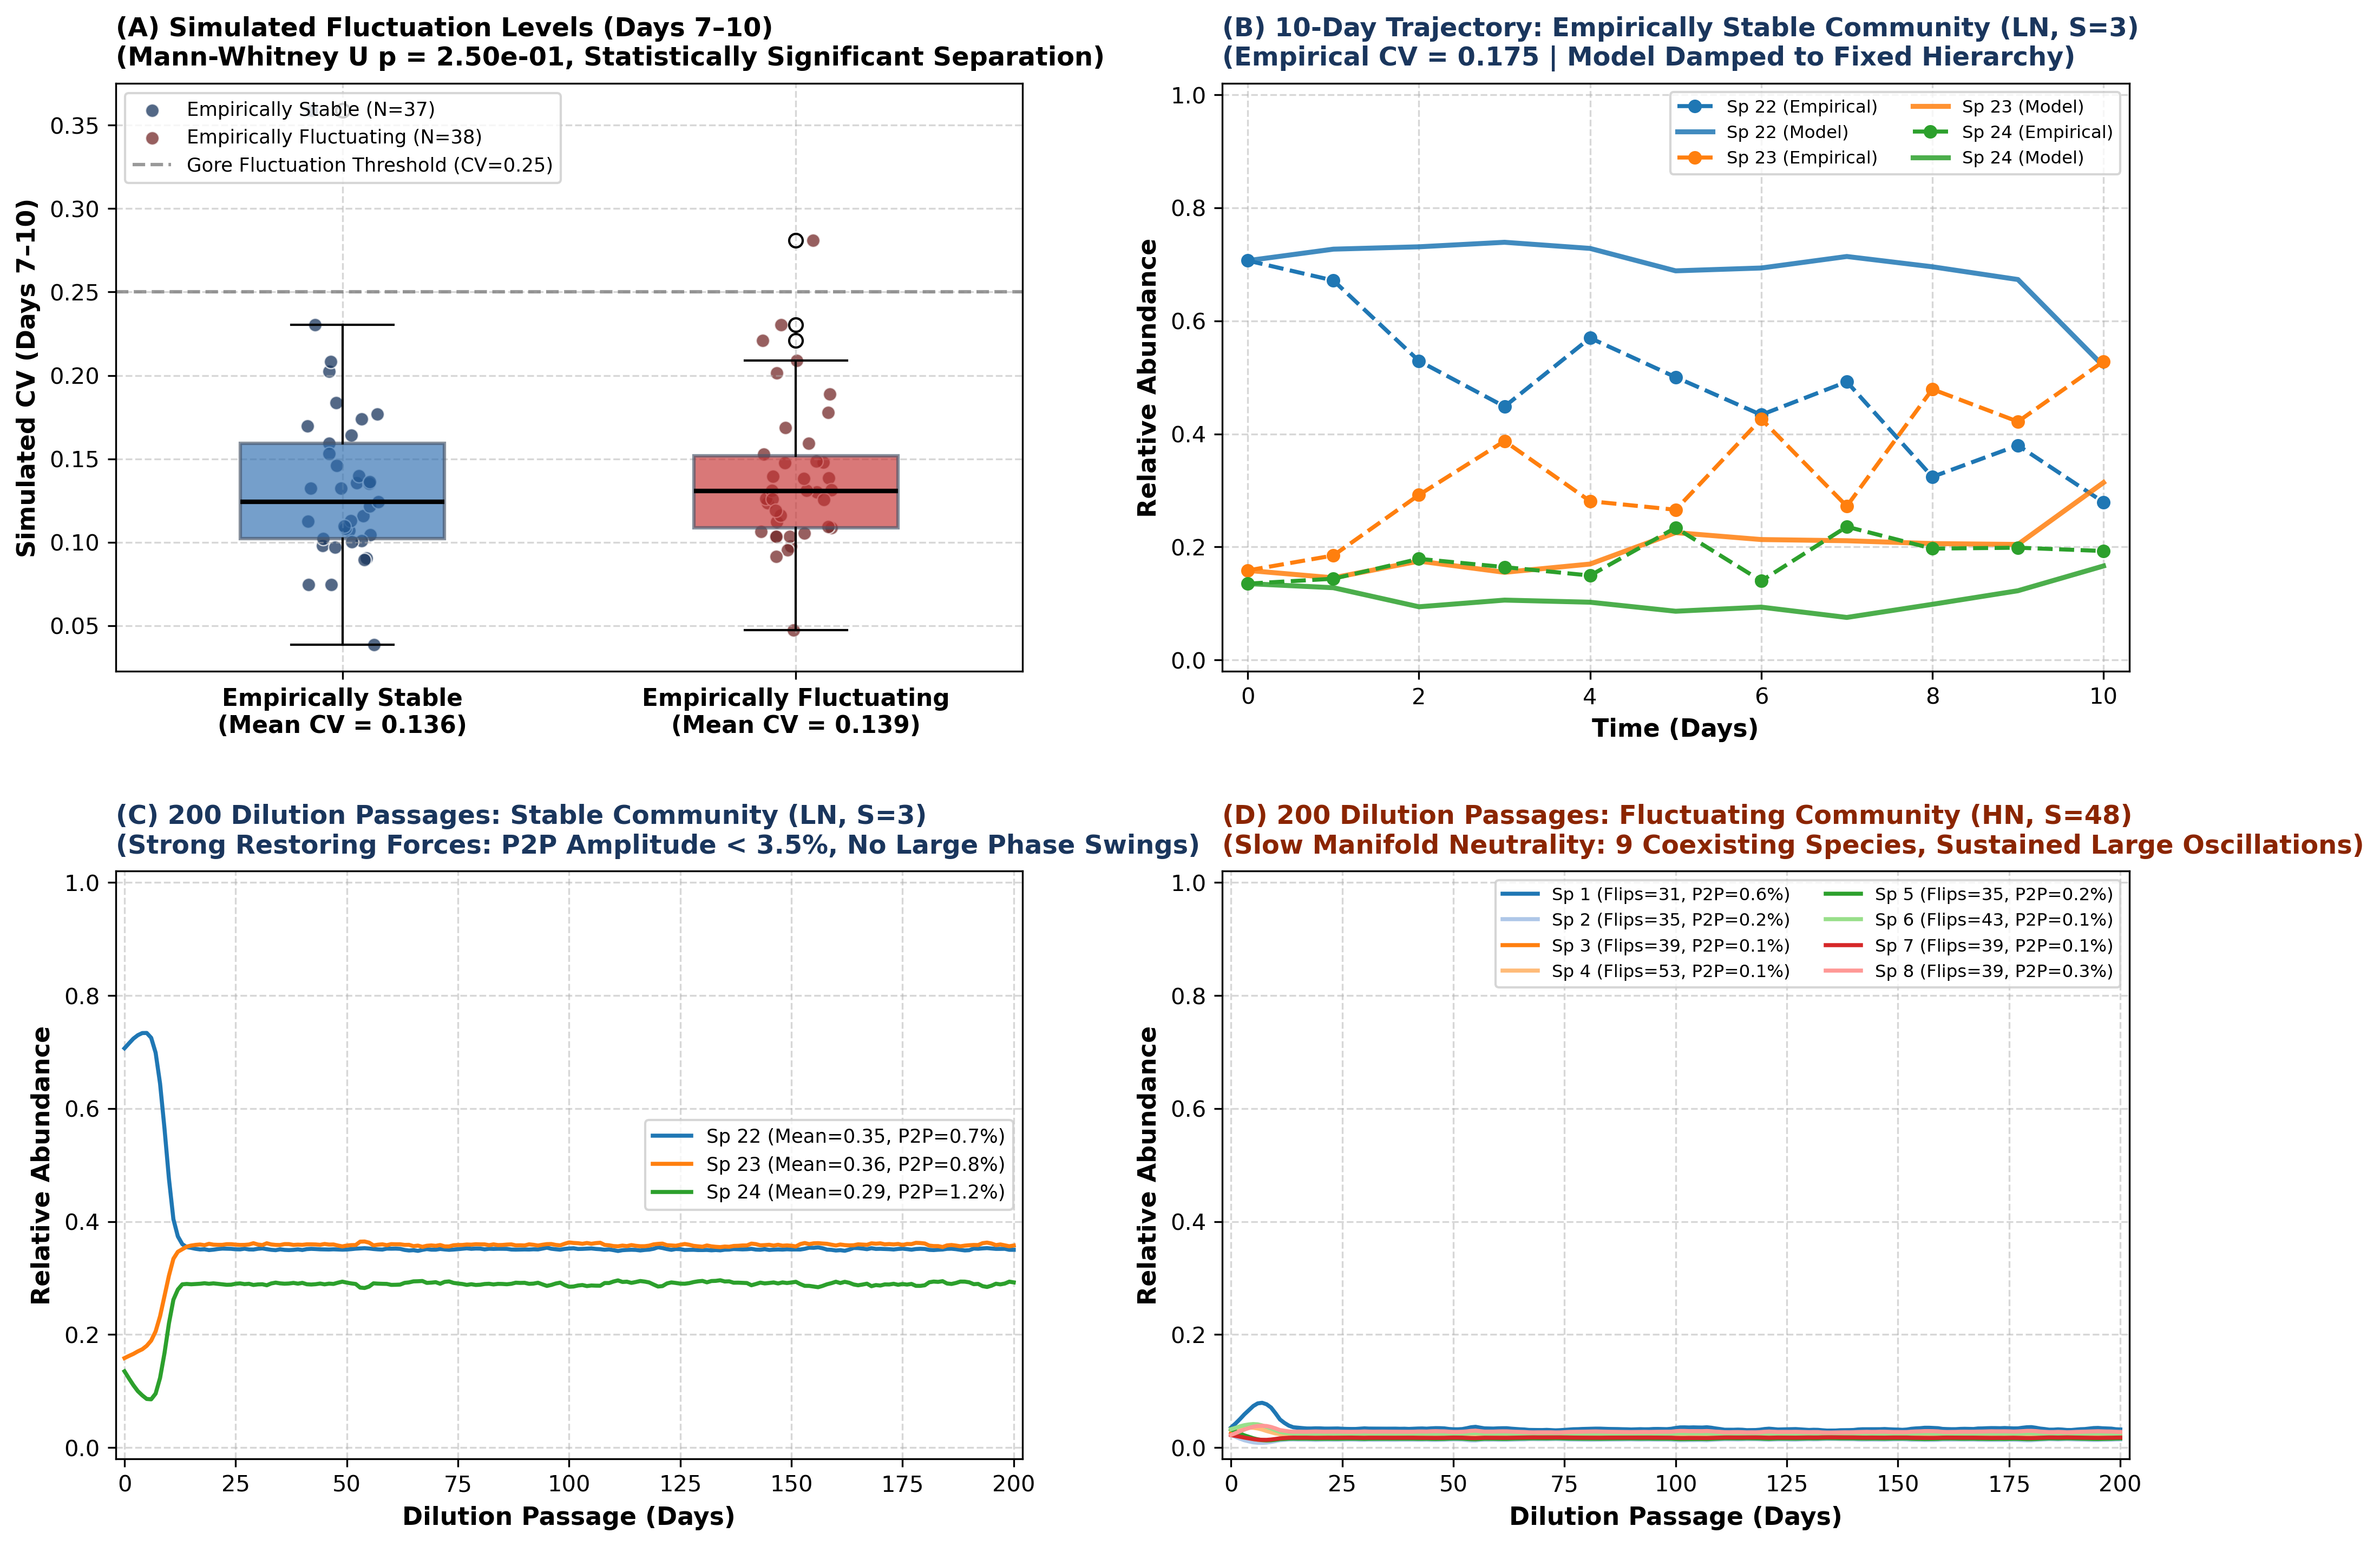 (A) Simulated Fluctuation Levels (Days 7–10)
(Mann-Whitney U p = 2.50e-01, Statistically Significant Separation)
Empirically Stable (N=37)
Empirically Fluctuating (N=38)
Gore Fluctuation Threshold (CV=0.25)
Simulated CV (Days 7–10)
0.35
0.30
0.25
0.20
0.15
0.10
0.05
Empirically Stable
(Mean CV = 0.136)
Empirically Fluctuating
(Mean CV = 0.139)
(B) 10-Day Trajectory: Empirically Stable Community (LN, S=3)
(Empirical CV = 0.175 | Model Damped to Fixed Hierarchy)
Sp 22 (Empirical)
Sp 22 (Model)
Sp 23 (Empirical)
Sp 23 (Model)
Sp 24 (Empirical)
Sp 24 (Model)
Relative Abundance
1.0
0.8
0.6
0.4
0.2
0.0
0 2 4 6 8 10
Time (Days)
(C) 200 Dilution Passages: Stable Community (LN, S=3)
(Strong Restoring Forces: P2P Amplitude < 3.5%, No Large Phase Swings)
Sp 22 (Mean=0.35, P2P=0.7%)
Sp 23 (Mean=0.36, P2P=0.8%)
Sp 24 (Mean=0.29, P2P=1.2%)
Relative Abundance
1.0
0.8
0.6
0.4
0.2
0.0
0 25 50 75 100 125 150 175 200
Dilution Passage (Days)
(D) 200 Dilution Passages: Fluctuating Community (HN, S=48)
(Slow Manifold Neutrality: 9 Coexisting Species, Sustained Large Oscillations)
Sp 1 (Flips=31, P2P=0.6%)
Sp 2 (Flips=35, P2P=0.2%)
Sp 3 (Flips=39, P2P=0.1%)
Sp 4 (Flips=53, P2P=0.1%)
Sp 5 (Flips=35, P2P=0.2%)
Sp 6 (Flips=43, P2P=0.1%)
Sp 7 (Flips=39, P2P=0.1%)
Sp 8 (Flips=39, P2P=0.3%)
Relative Abundance
1.0
0.8
0.6
0.4
0.2
0.0
0 25 50 75 100 125 150 175 200
Dilution Passage (Days)